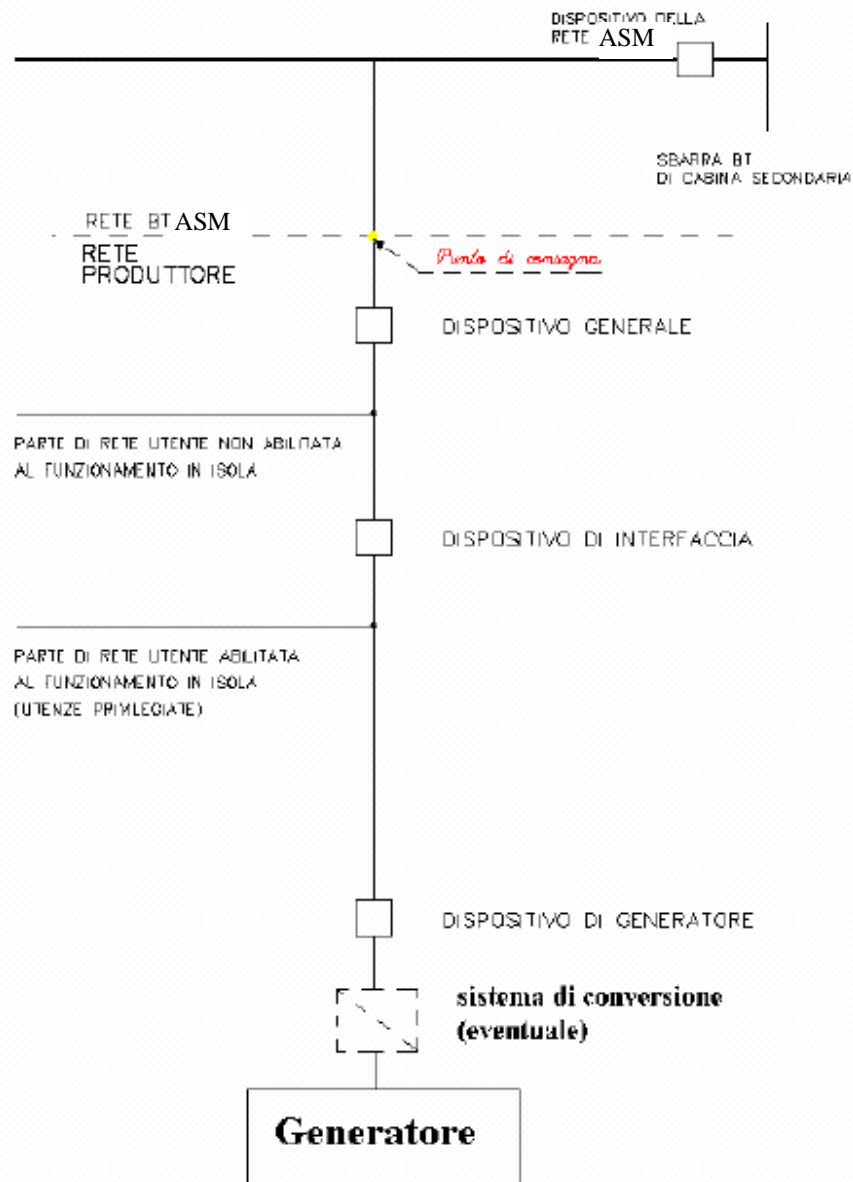 DISPOSITIVO DELLA
RETE ASM
SBARRA BT
DI CABINA SECONDARIA
RETE BT ASM
RETE
PRODUTTORE
Punto di consegna
DISPOSITIVO GENERALE
PARTE DI RETE UTENTE NON ABILITATA
AL FUNZIONAMENTO IN ISOLA
DISPOSITIVO DI INTERFACCIA
PARTE DI RETE UTENTE ABILITATA
AL FUNZIONAMENTO IN ISOLA
(UTENZE PRIVILEGIATE)
DISPOSITIVO DI GENERATORE
sistema di conversione
(eventuale)
Generatore